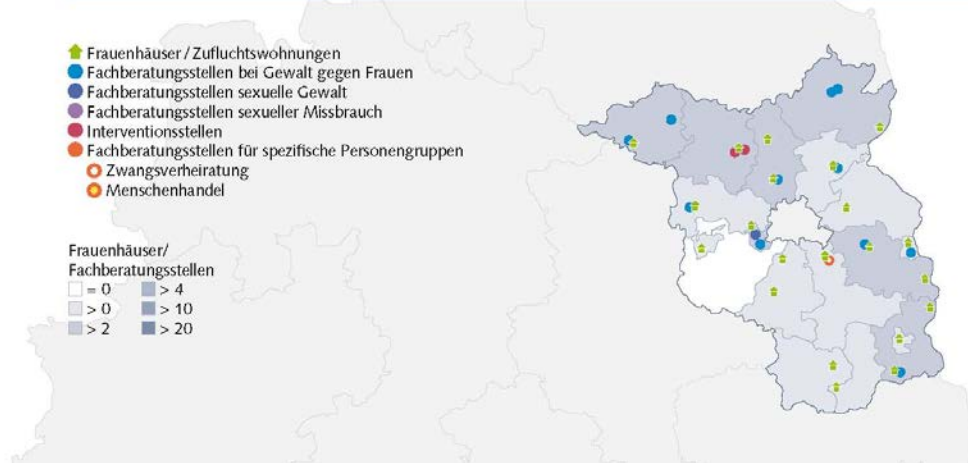 Frauenhäuser / Zufluchtswohnungen
Fachberatungsstellen bei Gewalt gegen Frauen
Fachberatungsstellen sexuelle Gewalt
Fachberatungsstellen sexueller Missbrauch
Interventionsstellen
Fachberatungsstellen für spezifische Personengruppen
Zwangsverheiratung
Menschenhandel
Frauenhäuser/
Fachberatungsstellen
= 0 > 4
> 0 > 10
> 2 > 20